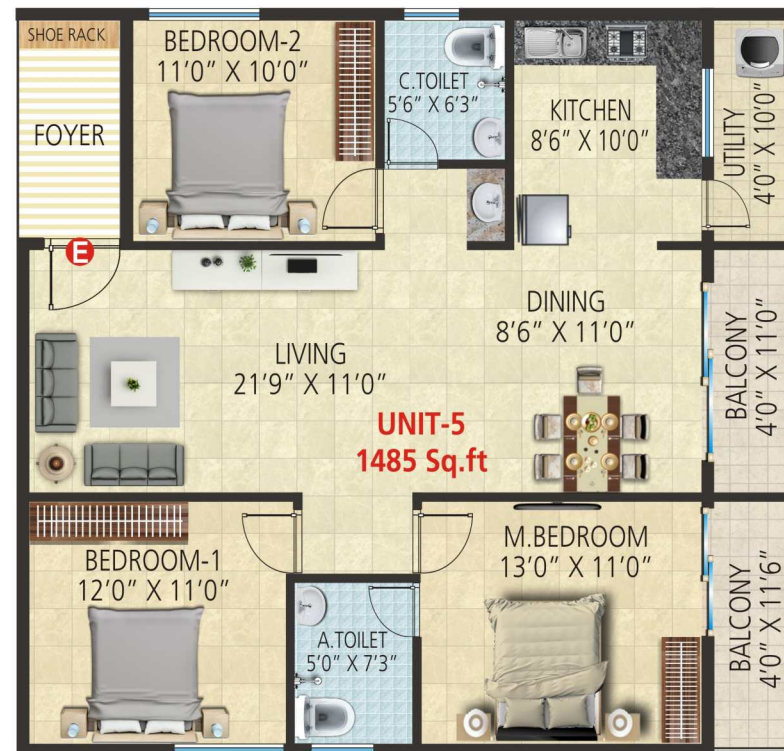 SHOE RACK
FOYER
BEDROOM-2
11'0" X 10'0"
C.TOILET
5'6" X 6'3"
KITCHEN
8'6" X 10'0"
UTILITY
4'0" X 10'0"
E
LIVING
21'9" X 11'0"
DINING
8'6" X 11'0"
BALCONY
4'0" X 11'0"
UNIT-5
1485 Sq.ft
BEDROOM-1
12'0" X 11'0"
A.TOILET
5'0" X 7'3"
M.BEDROOM
13'0" X 11'0"
BALCONY
4'0" X 11'6"